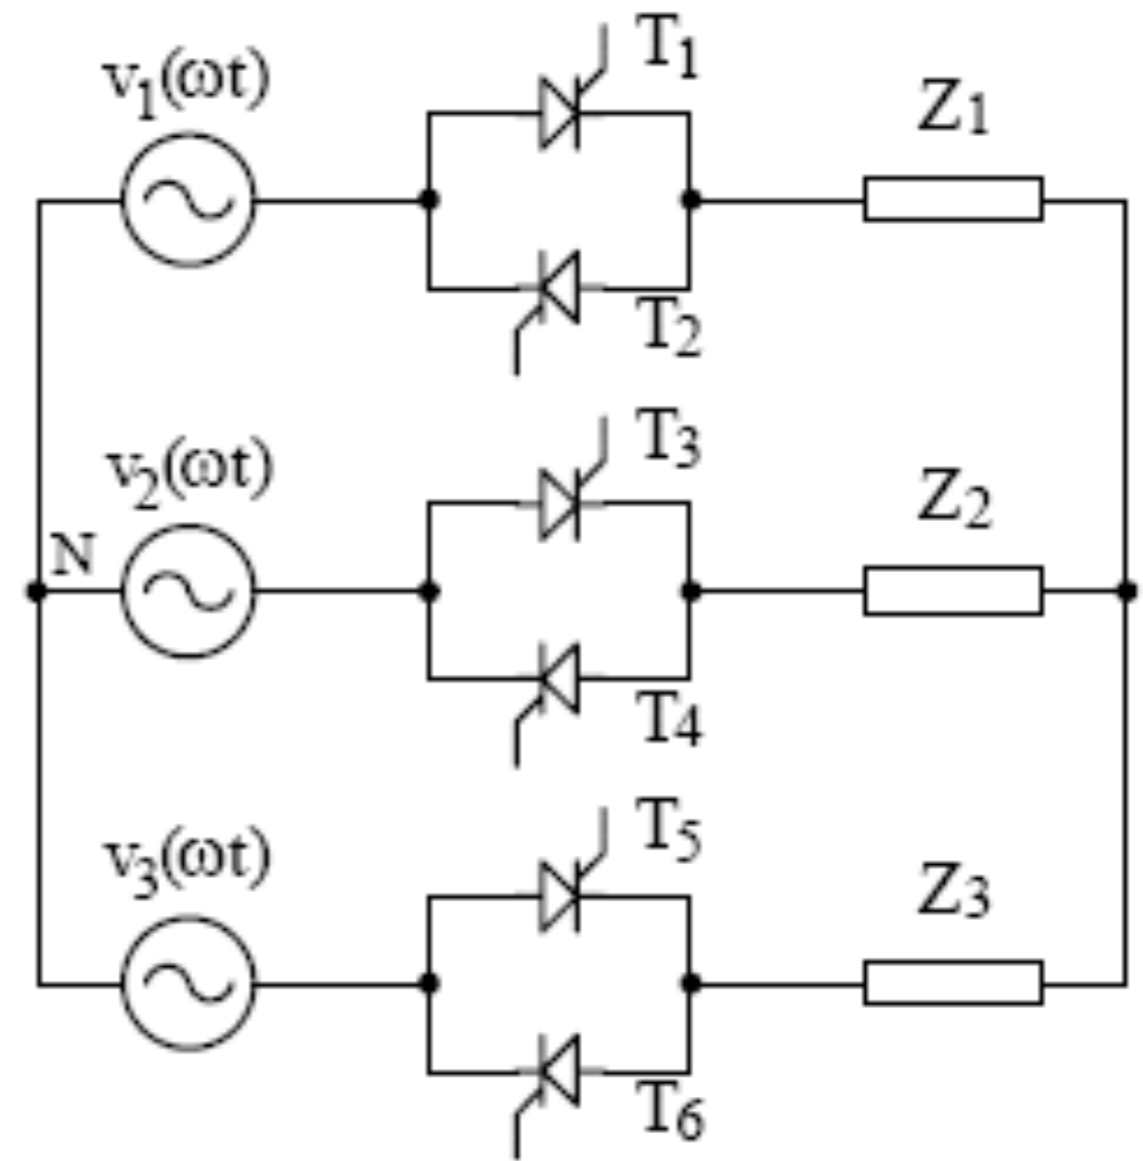 v₁(ωt)
T₁
Z₁
T₂
v₂(ωt)
T₃
Z₂
N
T₄
v₃(ωt)
T₅
Z₃
T₆